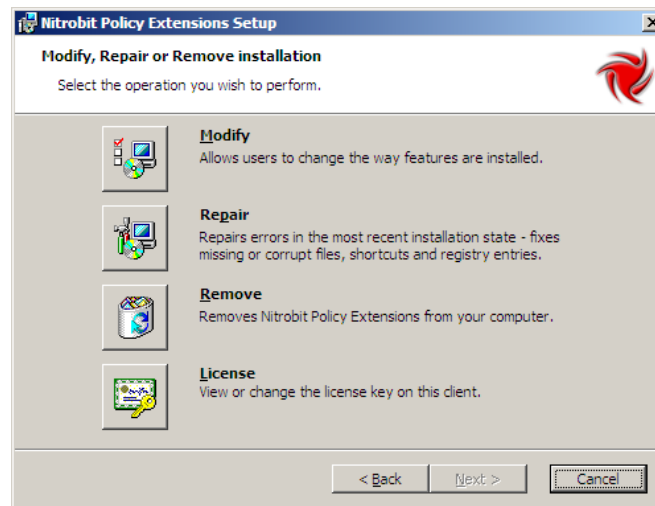 Nitrobit Policy Extensions Setup
Modify, Repair or Remove installation
Select the operation you wish to perform.
Modify
Allows users to change the way features are installed.
Repair
Repairs errors in the most recent installation state - fixes
missing or corrupt files, shortcuts and registry entries.
Remove
Removes Nitrobit Policy Extensions from your computer.
License
View or change the license key on this client.
< Back Next > Cancel